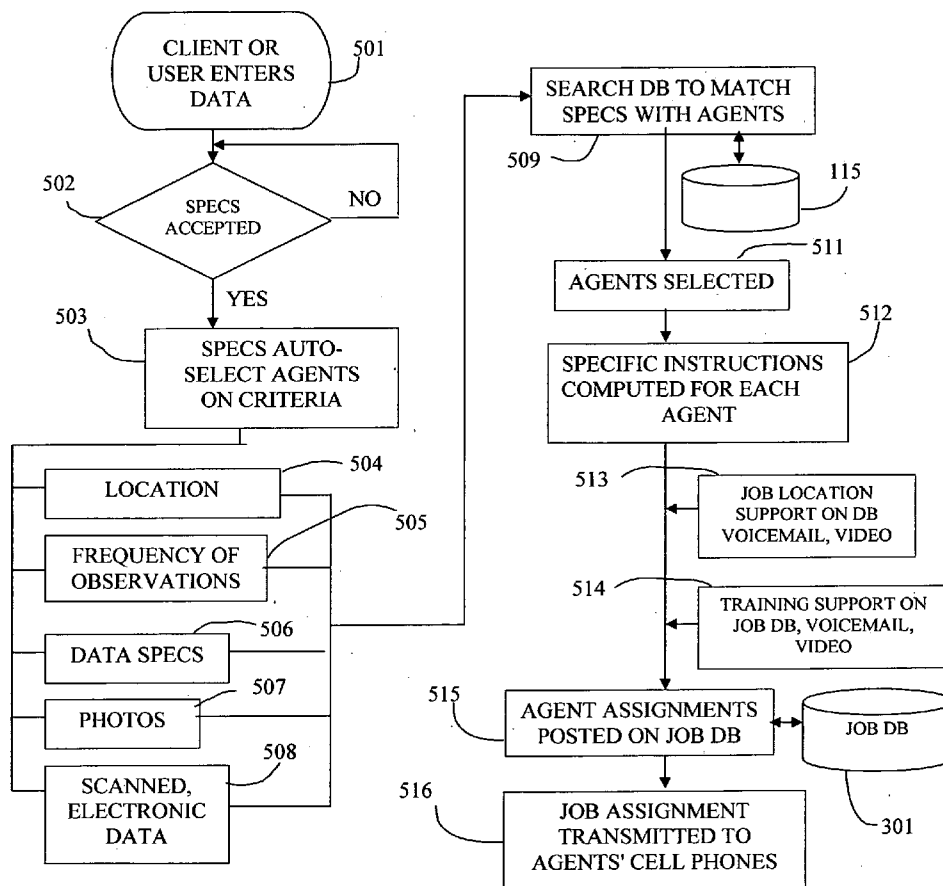 CLIENT OR
USER ENTERS
DATA
501
502
SPECS
ACCEPTED
NO
YES
503
SPECS AUTO-
SELECT AGENTS
ON CRITERIA
LOCATION
504
FREQUENCY OF
OBSERVATIONS
505
DATA SPECS
506
PHOTOS
507
SCANNED,
ELECTRONIC
DATA
508
SEARCH DB TO MATCH
SPECS WITH AGENTS
509
115
511
AGENTS SELECTED
512
SPECIFIC INSTRUCTIONS
COMPUTED FOR EACH
AGENT
513
JOB LOCATION
SUPPORT ON DB
VOICEMAIL, VIDEO
514
TRAINING SUPPORT ON
JOB DB, VOICEMAIL,
VIDEO
515
AGENT ASSIGNMENTS
POSTED ON JOB DB
JOB DB
301
516
JOB ASSIGNMENT
TRANSMITTED TO
AGENTS' CELL PHONES